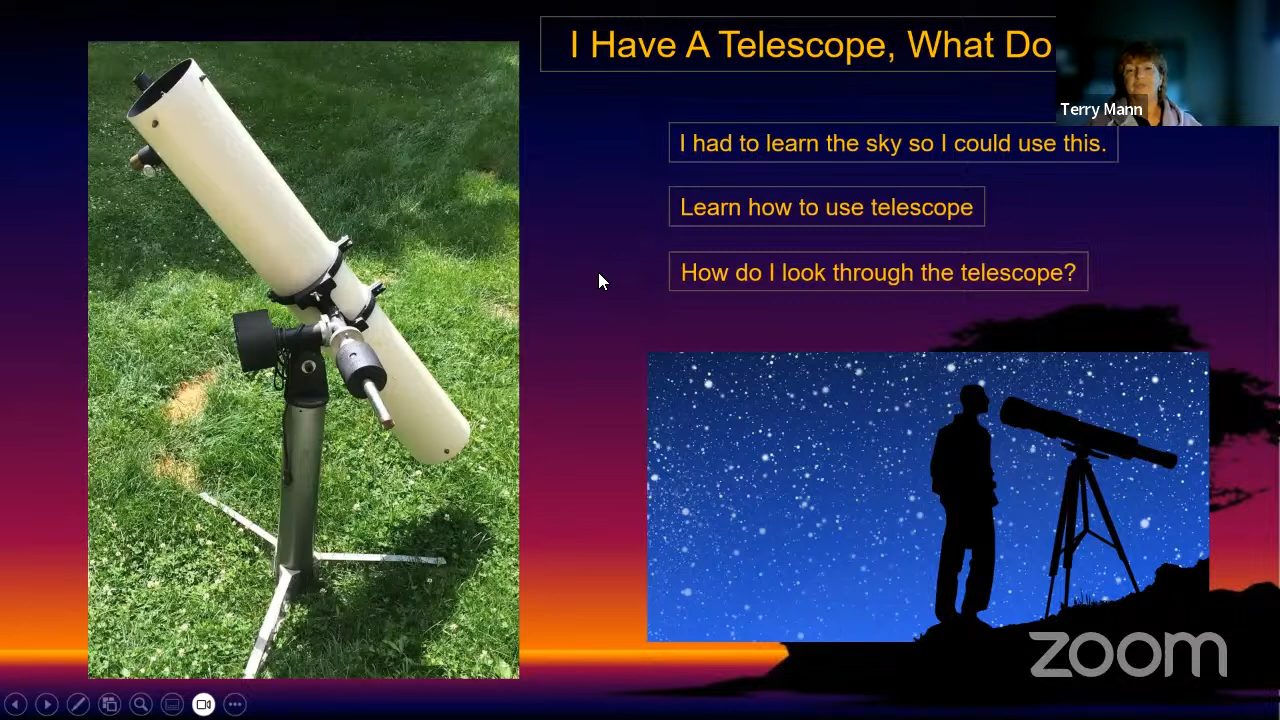 I Have A Telescope, What Do
Terry Mann
I had to learn the sky so I could use this.
Learn how to use telescope
How do I look through the telescope?
zoom